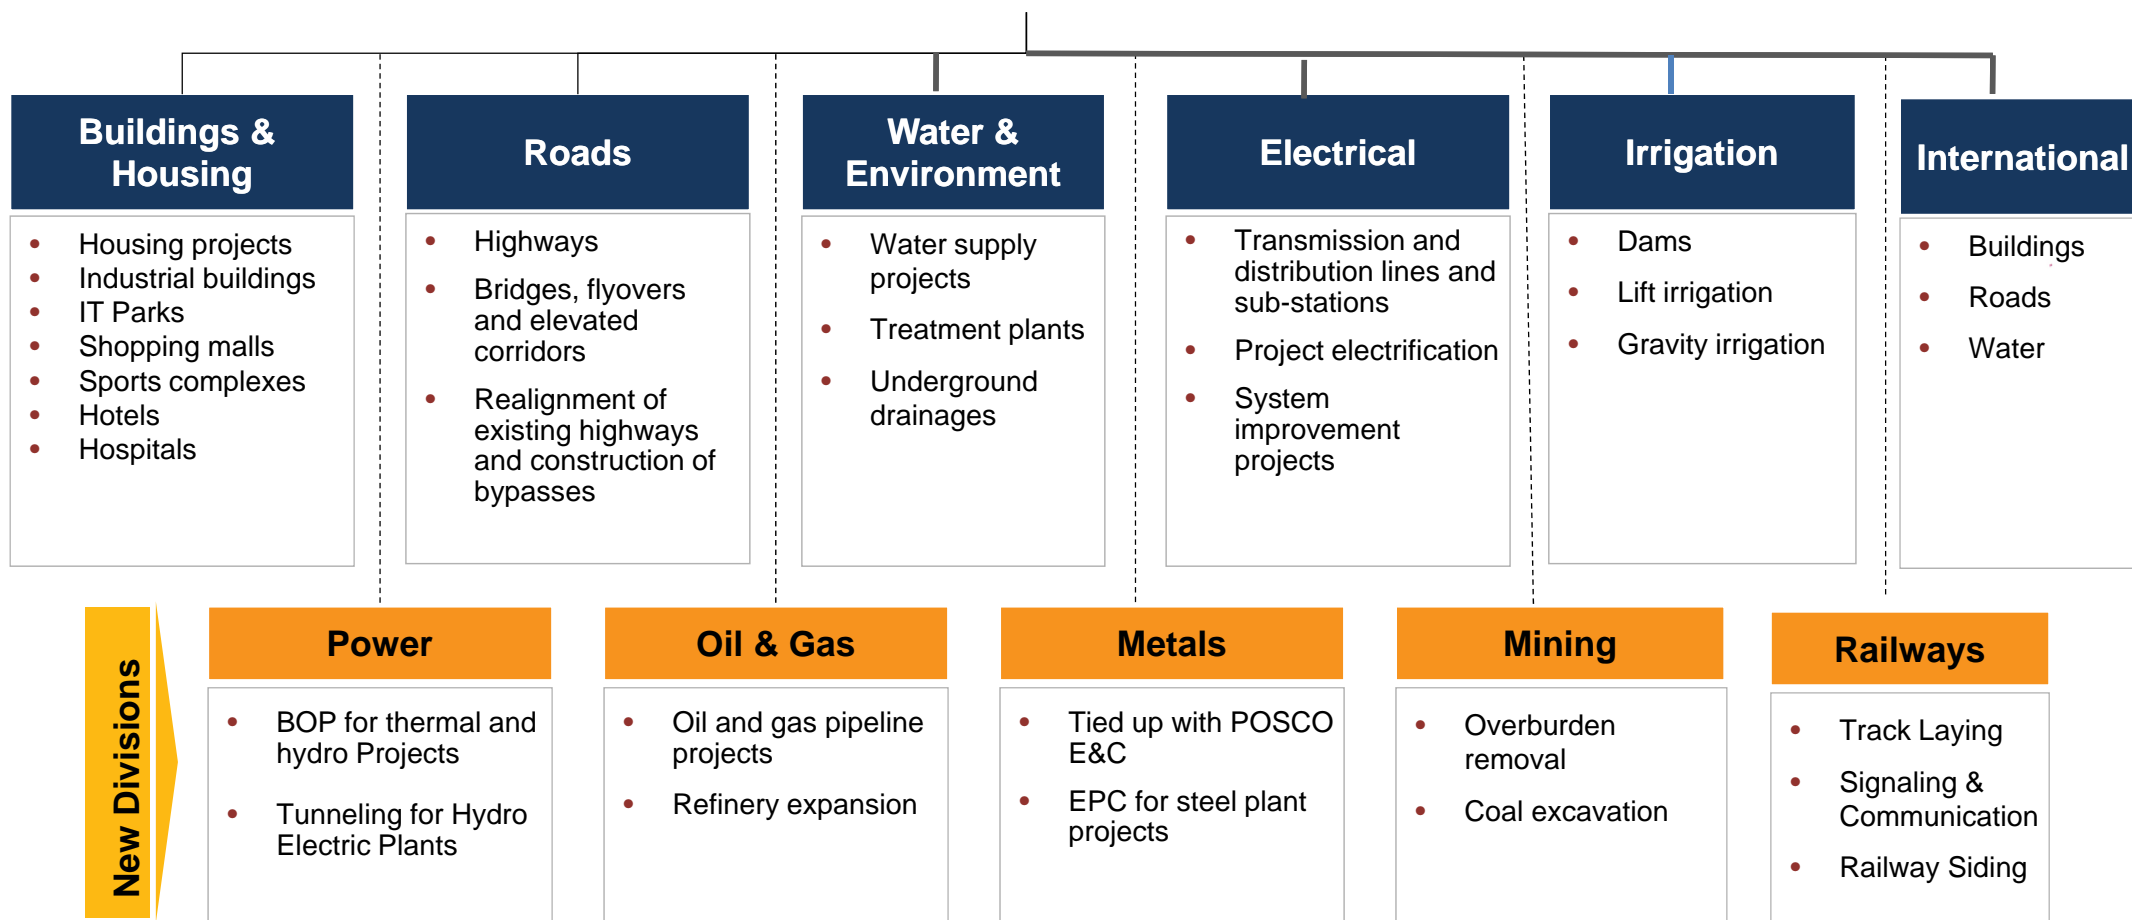 Buildings &
Housing
Housing projects
Industrial buildings
IT Parks
Shopping malls
Sports complexes
Hotels
Hospitals
Roads
Highways
Bridges, flyovers
and elevated
corridors
Realignment of
existing highways
and construction of
bypasses
Water &
Environment
Water supply
projects
Treatment plants
Underground
drainages
Electrical
Transmission and
distribution lines and
sub-stations
Project electrification
System
improvement
projects
Irrigation
Dams
Lift irrigation
Gravity irrigation
International
Buildings
Roads
Water
New Divisions
Power
BOP for thermal and
hydro Projects
Tunneling for Hydro
Electric Plants
Oil & Gas
Oil and gas pipeline
projects
Refinery expansion
Metals
Tied up with POSCO
E&C
EPC for steel plant
projects
Mining
Overburden
removal
Coal excavation
Railways
Track Laying
Signaling &
Communication
Railway Siding